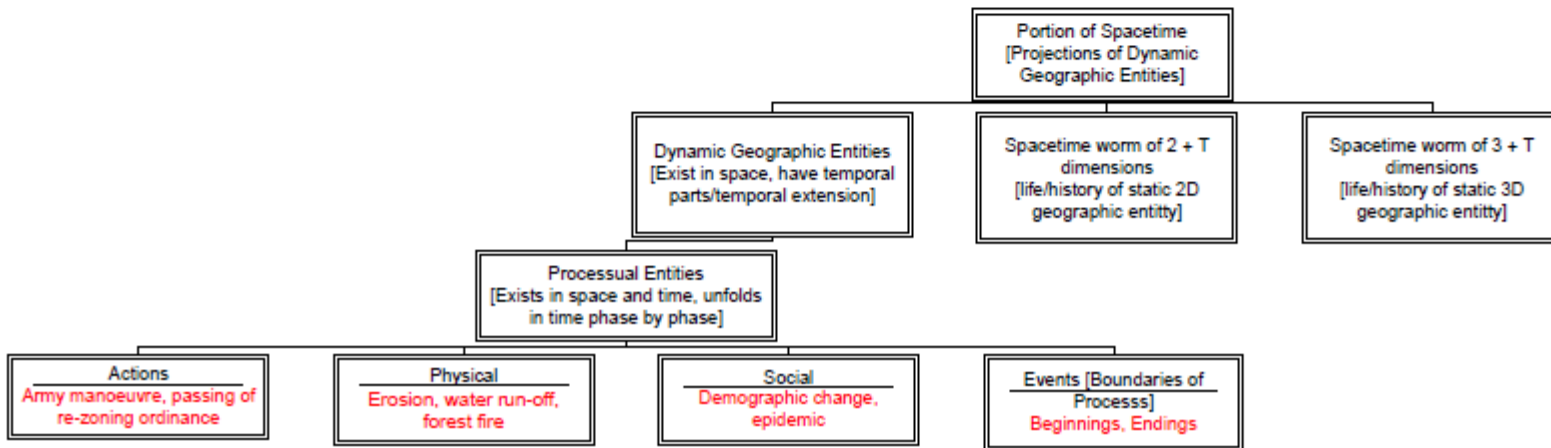 Portion of Spacetime
[Projections of Dynamic
Geographic Entities]
Dynamic Geographic Entities
[Exist in space, have temporal
parts/temporal extension]
Spacetime worm of 2 + T
dimensions
[life/history of static 2D
geographic entitty]
Spacetime worm of 3 + T
dimensions
[life/history of static 3D
geographic entitty]
Processual Entities
[Exists in space and time, unfolds
in time phase by phase]
Actions
Army manoeuvre, passing of
re-zoning ordinance
Physical
Erosion, water run-off,
forest fire
Social
Demographic change,
epidemic
Events [Boundaries of
Processs]
Beginnings, Endings